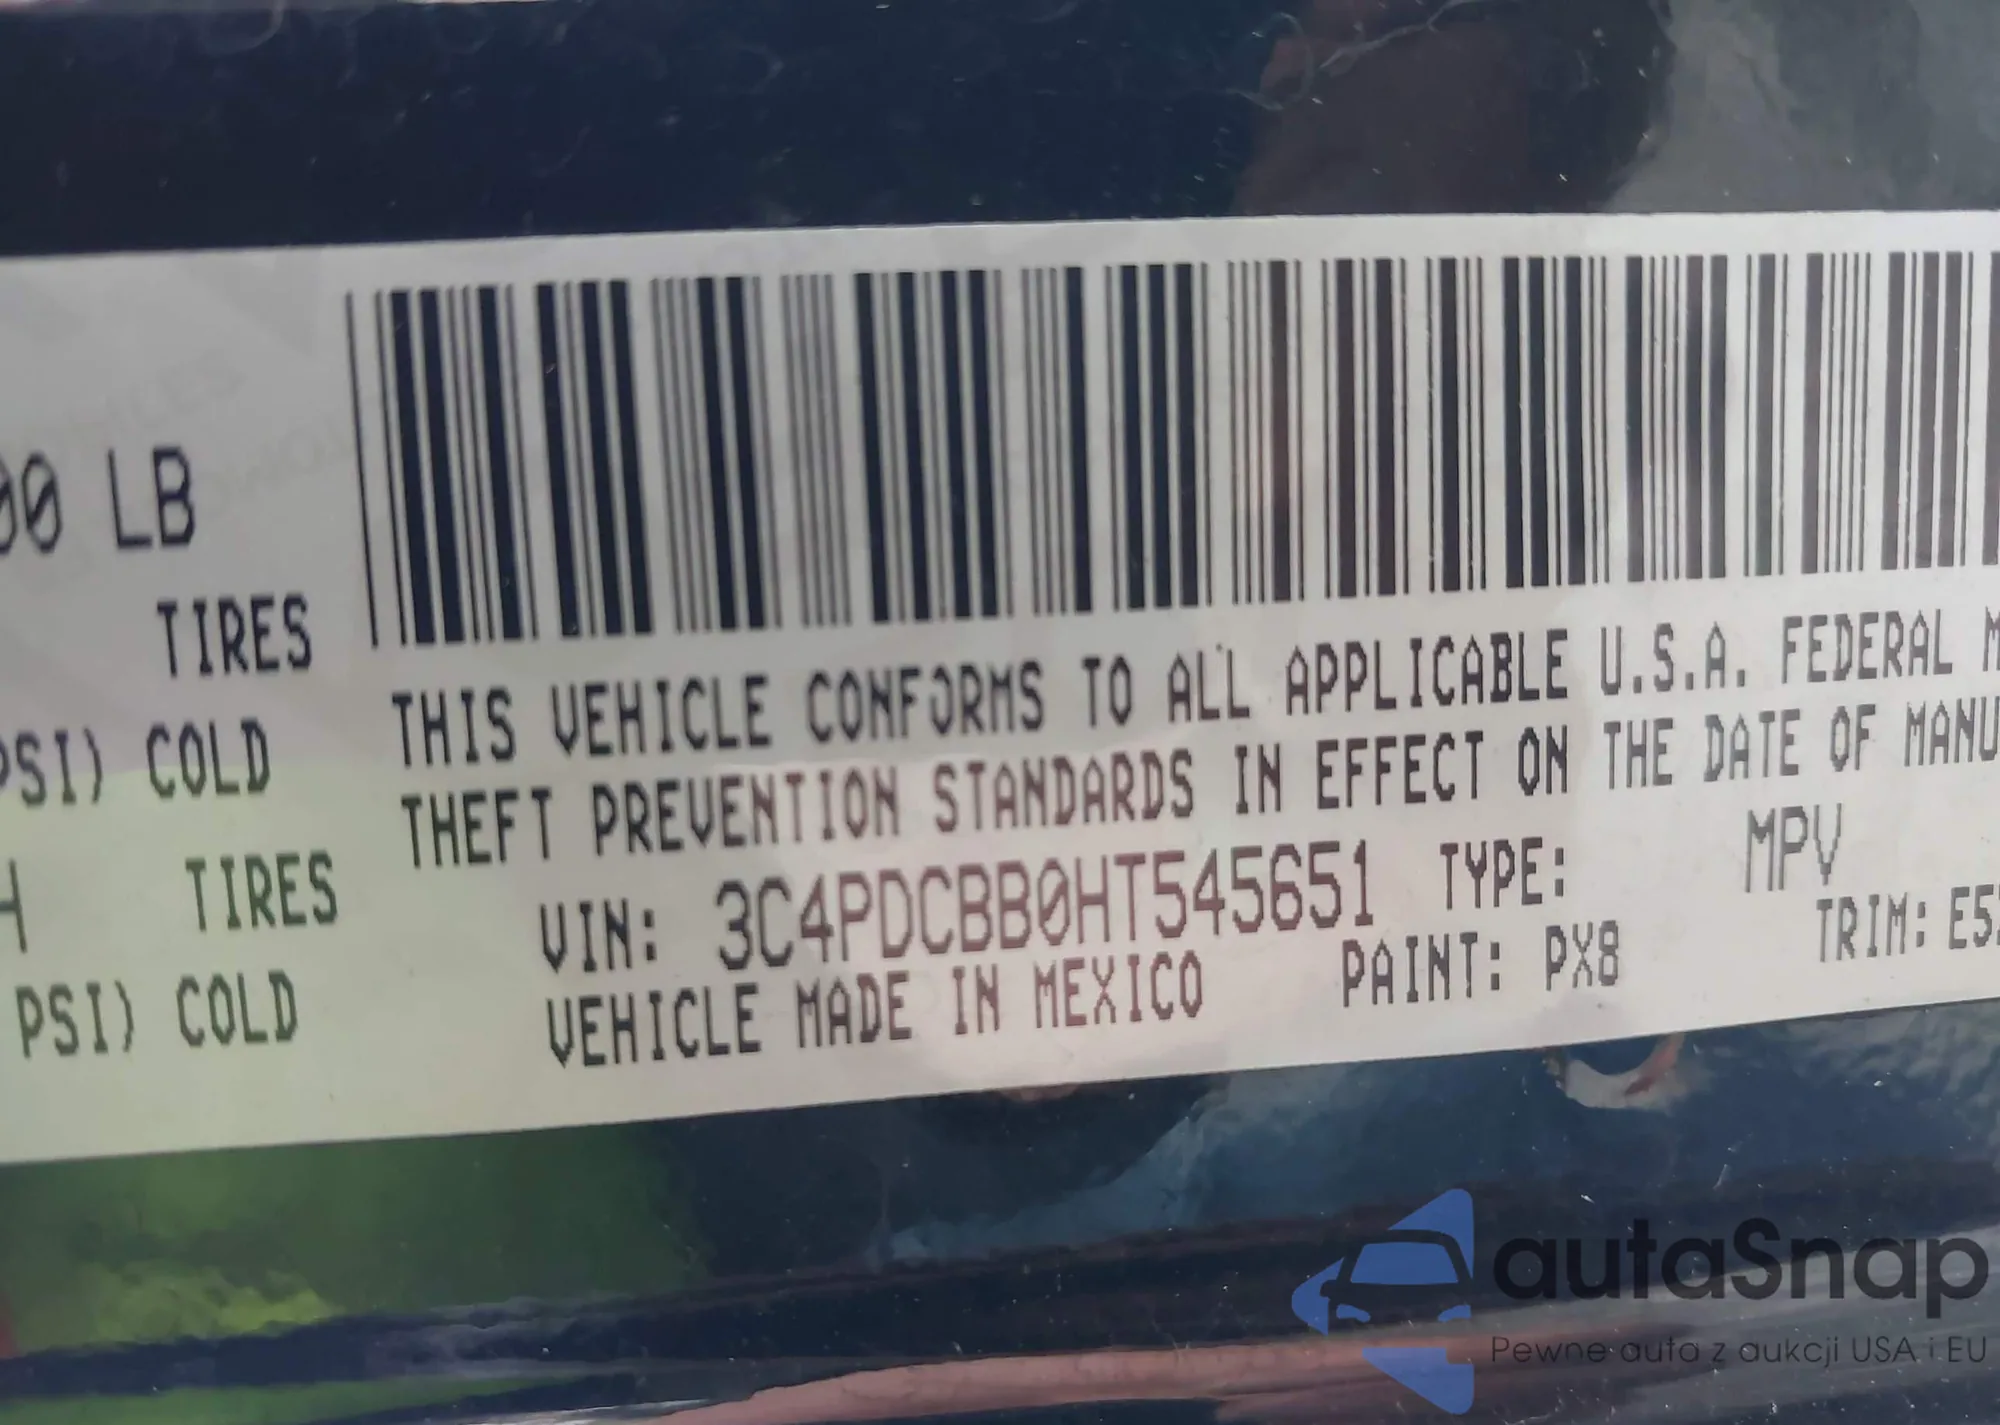 00 LB
TIRES
PSI) COLD
H TIRES
PSI) COLD
THIS VEHICLE CONFORMS TO ALL APPLICABLE U.S.A. FEDERAL M
THEFT PREVENTION STANDARDS IN EFFECT ON THE DATE OF MANU
VIN: 3C4PDCBB0HT545651 TYPE: MPV
VEHICLE MADE IN MEXICO PAINT: PX8 TRIM: E5
autaSnap
Pewne auta z aukcji USA i EU